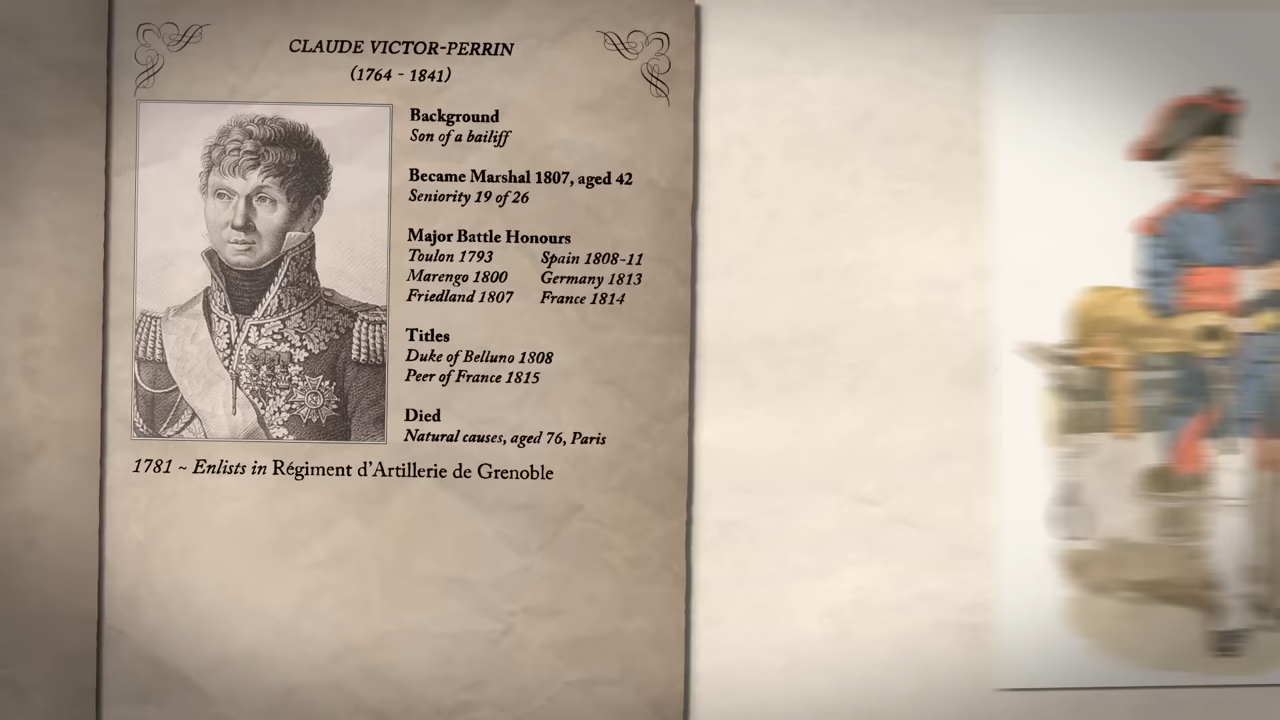 CLAUDE VICTOR-PERRIN
(1764 - 1841)
Background
Son of a bailiff
Became Marshal 1807, aged 42
Seniority 19 of 26
Major Battle Honours
Toulon 1793 Spain 1808-11
Marengo 1800 Germany 1813
Friedland 1807 France 1814
Titles
Duke of Belluno 1808
Peer of France 1815
Died
Natural causes, aged 76, Paris
1781 ~ Enlists in Régiment d'Artillerie de Grenoble